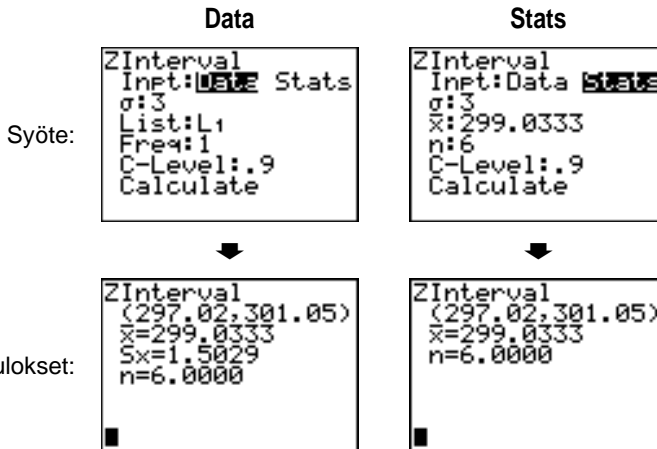 Data
Stats
Syöte:
ZInterval
Inpt:Data Stats
σ:3
List:L₁
Freq:1
C-Level:.9
Calculate
ZInterval
Inpt:Data Stats
σ:3
x̄:299.0333
n:6
C-Level:.9
Calculate
ulokset:
ZInterval
(297.02,301.05)
x̄=299.0333
Sx=1.5029
n=6.0000
ZInterval
(297.02,301.05)
x̄=299.0333
n=6.0000